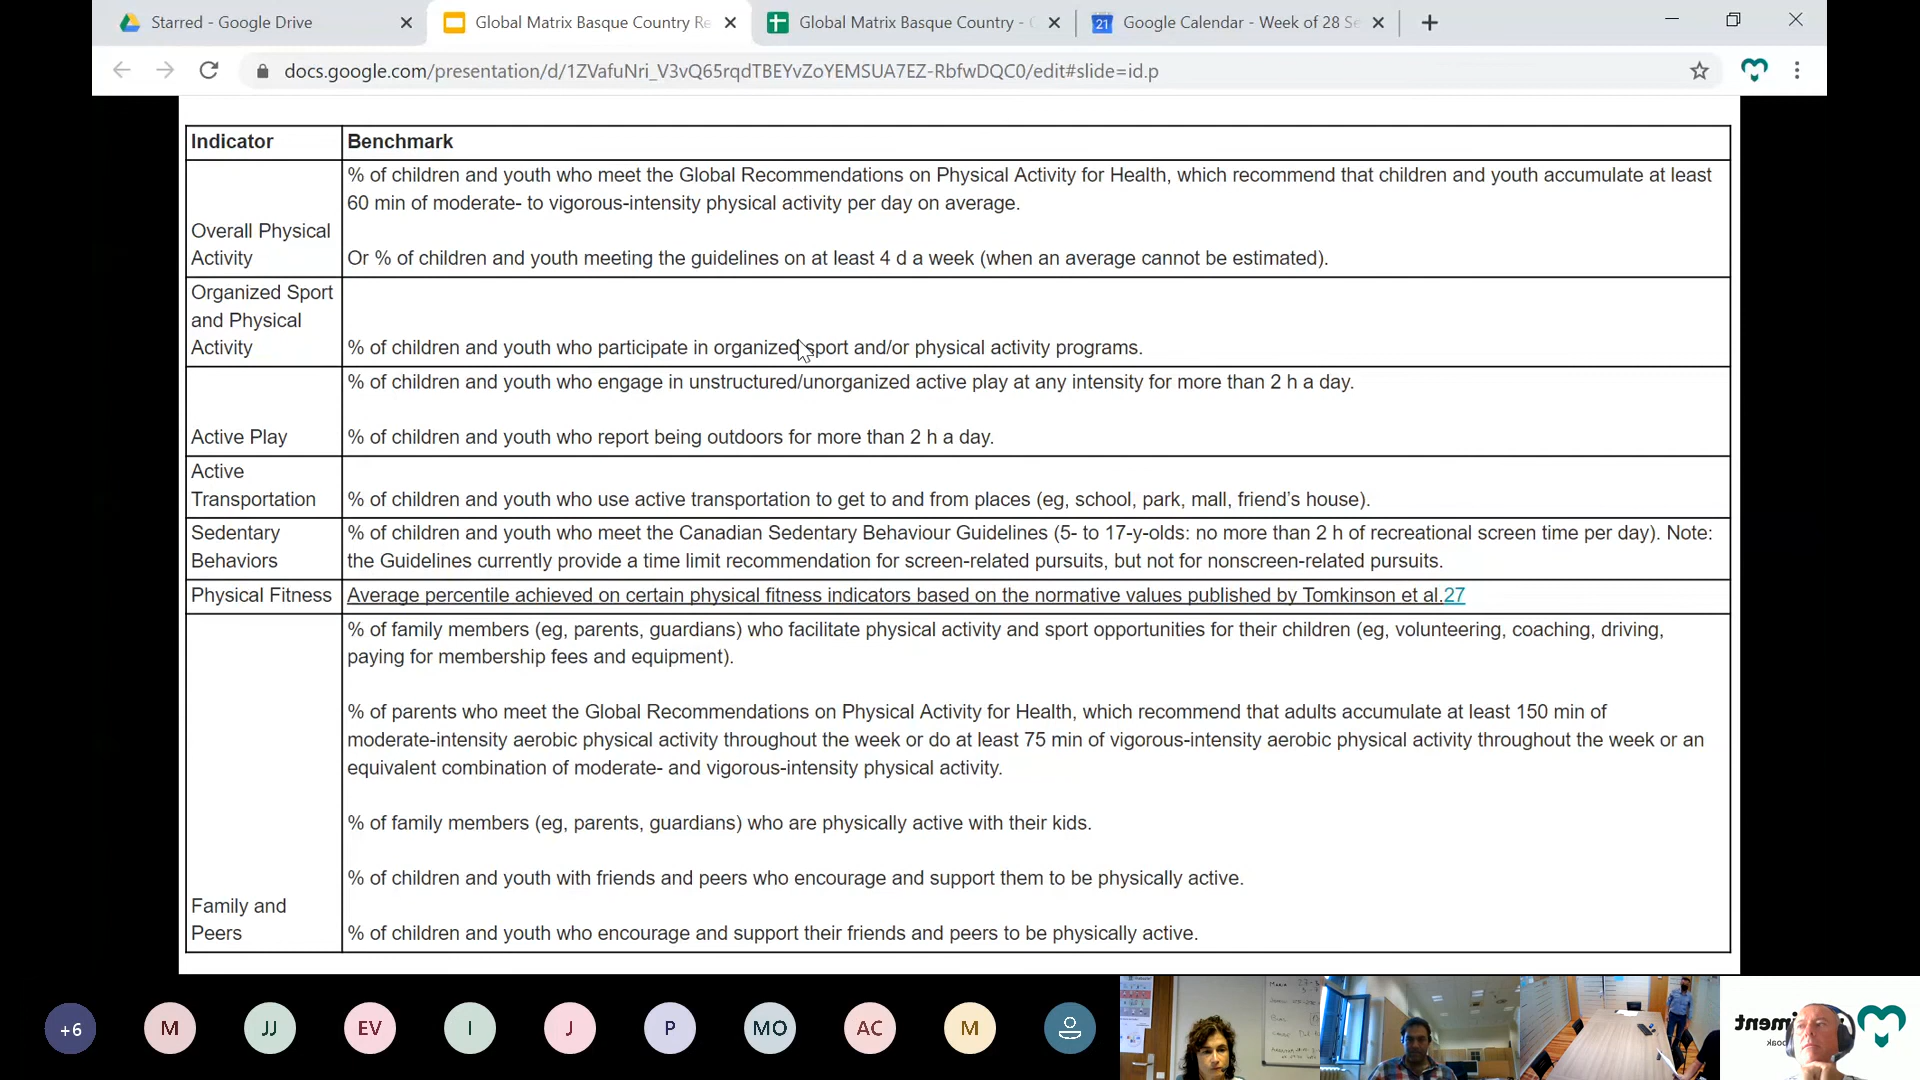 Starred - Google Drive
Global Matrix Basque Country Re
Global Matrix Basque Country -
Google Calendar - Week of 28 Se
docs.google.com/presentation/d/1ZVafuNri_V3vQ65rqdTBEYvZoYEMSUA7EZ-RbfwDQC0/edit#slide=id.p
Indicator
Benchmark
Overall Physical
Activity
% of children and youth who meet the Global Recommendations on Physical Activity for Health, which recommend that children and youth accumulate at least
60 min of moderate- to vigorous-intensity physical activity per day on average.
Or % of children and youth meeting the guidelines on at least 4 d a week (when an average cannot be estimated).
Organized Sport
and Physical
Activity
% of children and youth who participate in organized sport and/or physical activity programs.
Active Play
% of children and youth who engage in unstructured/unorganized active play at any intensity for more than 2 h a day.
% of children and youth who report being outdoors for more than 2 h a day.
Active
Transportation
% of children and youth who use active transportation to get to and from places (eg, school, park, mall, friend's house).
Sedentary
Behaviors
% of children and youth who meet the Canadian Sedentary Behaviour Guidelines (5- to 17-y-olds: no more than 2 h of recreational screen time per day). Note:
the Guidelines currently provide a time limit recommendation for screen-related pursuits, but not for nonscreen-related pursuits.
Physical Fitness
Average percentile achieved on certain physical fitness indicators based on the normative values published by Tomkinson et al.27
Family and
Peers
% of family members (eg, parents, guardians) who facilitate physical activity and sport opportunities for their children (eg, volunteering, coaching, driving,
paying for membership fees and equipment).
% of parents who meet the Global Recommendations on Physical Activity for Health, which recommend that adults accumulate at least 150 min of
moderate-intensity aerobic physical activity throughout the week or do at least 75 min of vigorous-intensity aerobic physical activity throughout the week or an
equivalent combination of moderate- and vigorous-intensity physical activity.
% of family members (eg, parents, guardians) who are physically active with their kids.
% of children and youth with friends and peers who encourage and support them to be physically active.
% of children and youth who encourage and support their friends and peers to be physically active.
+6
M
JJ
EV
I
J
P
MO
AC
M